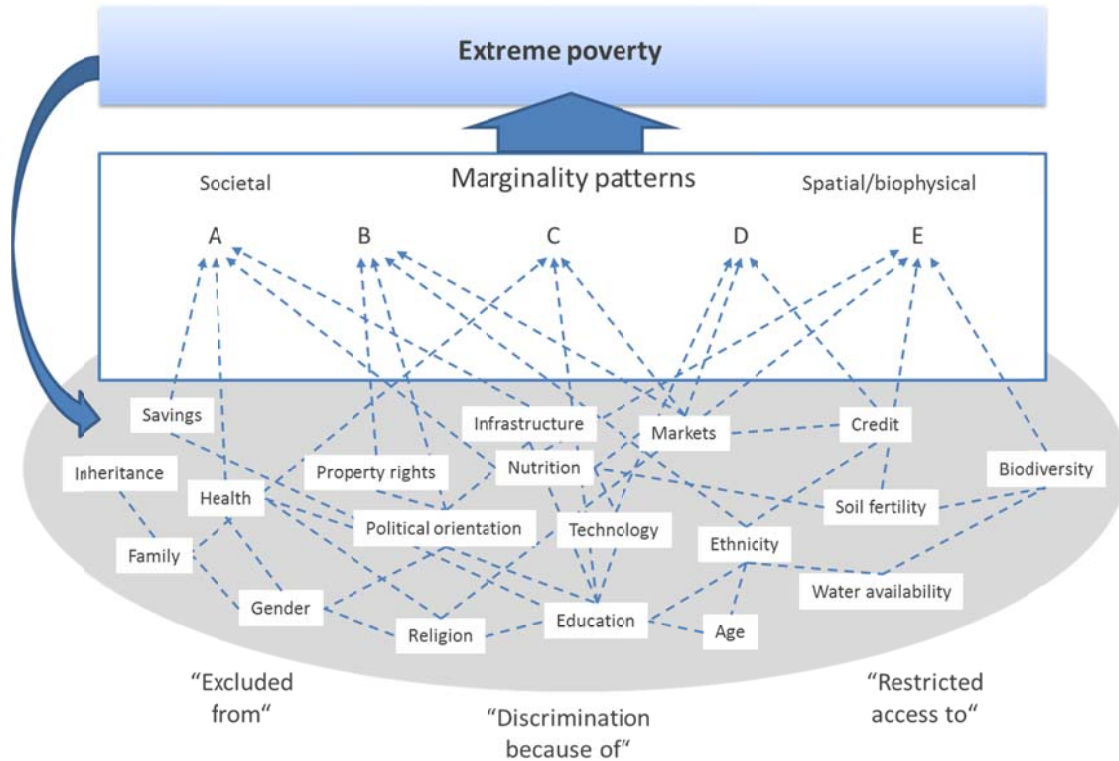 Extreme poverty
Marginality patterns
Societal
Spatial/biophysical
A
B
C
D
E
Savings
Infrastructure
Markets
Credit
Inheritance
Health
Property rights
Nutrition
Biodiversity
Soil fertility
Political orientation
Technology
Family
Ethnicity
Water availability
Gender
Religion
Education
Age
“Excluded
from“
“Discrimination
because of“
“Restricted
access to“